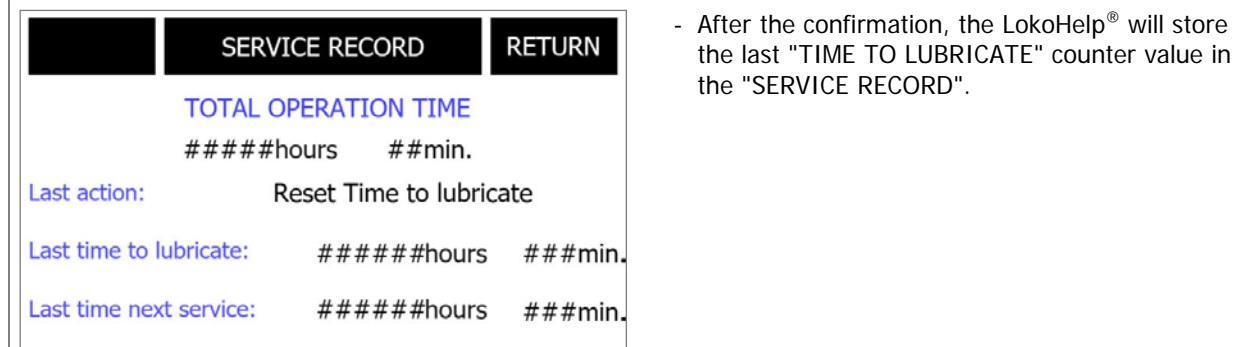 SERVICE RECORD RETURN
TOTAL OPERATION TIME
#####hours ##min.
Last action: Reset Time to lubricate
Last time to lubricate: ######hours ###min.
Last time next service: ######hours ###min.
- After the confirmation, the LokoHelp® will store
the last "TIME TO LUBRICATE" counter value in
the "SERVICE RECORD".